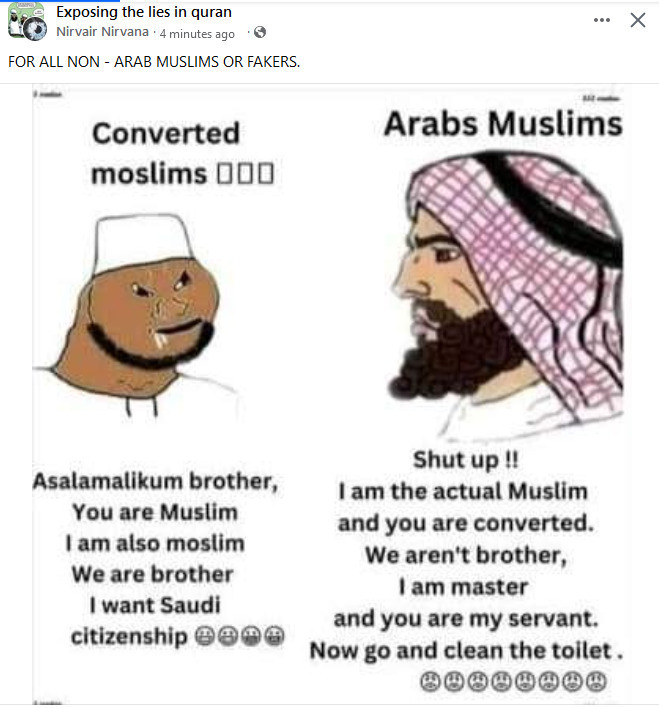 Exposing the lies in quran
Nirvair Nirvana · 4 minutes ago ·
FOR ALL NON - ARAB MUSLIMS OR FAKERS.
Converted
moslims
Arabs Muslims
Asalamalikum brother,
You are Muslim
I am also moslim
We are brother
I want Saudi
citizenship 😃😃😀😀
Shut up !!
I am the actual Muslim
and you are converted.
We aren't brother,
I am master
and you are my servant.
Now go and clean the toilet .
😡😡😡😡😡😡😡😡